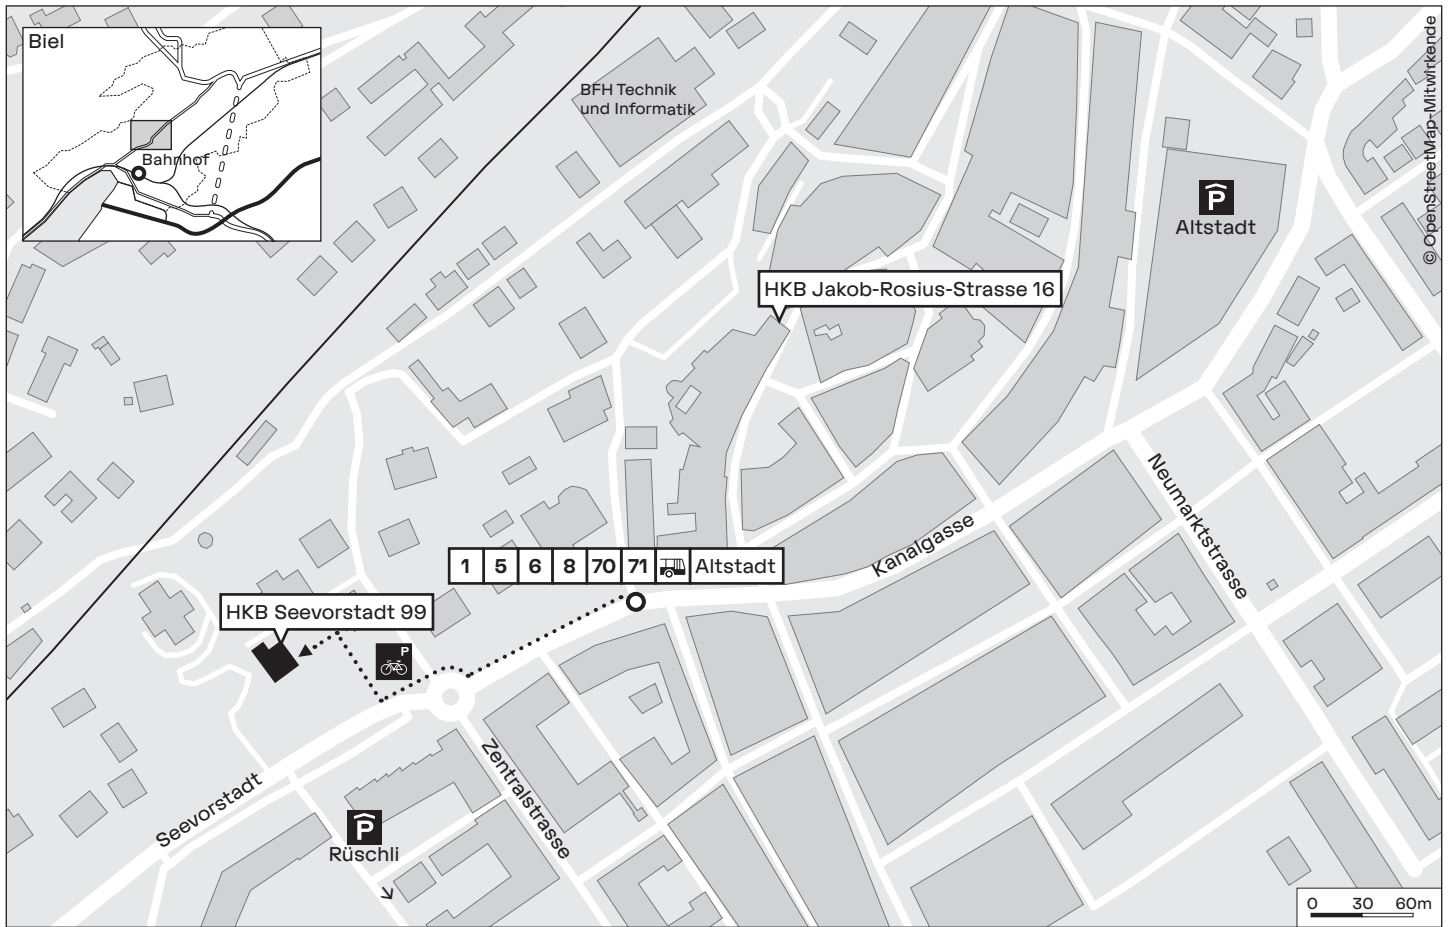 Biel
Bahnhof
BFH Technik
und Informatik
© OpenStreetMap-Mitwirkende
P
Altstadt
HKB Jakob-Rosius-Strasse 16
Neumarktstrasse
Kanalgasse
1 5 6 8 70 71 Altstadt
HKB Seevorstadt 99
P
Zentralstrasse
Seevorstadt
P
Rüschli
0 30 60m